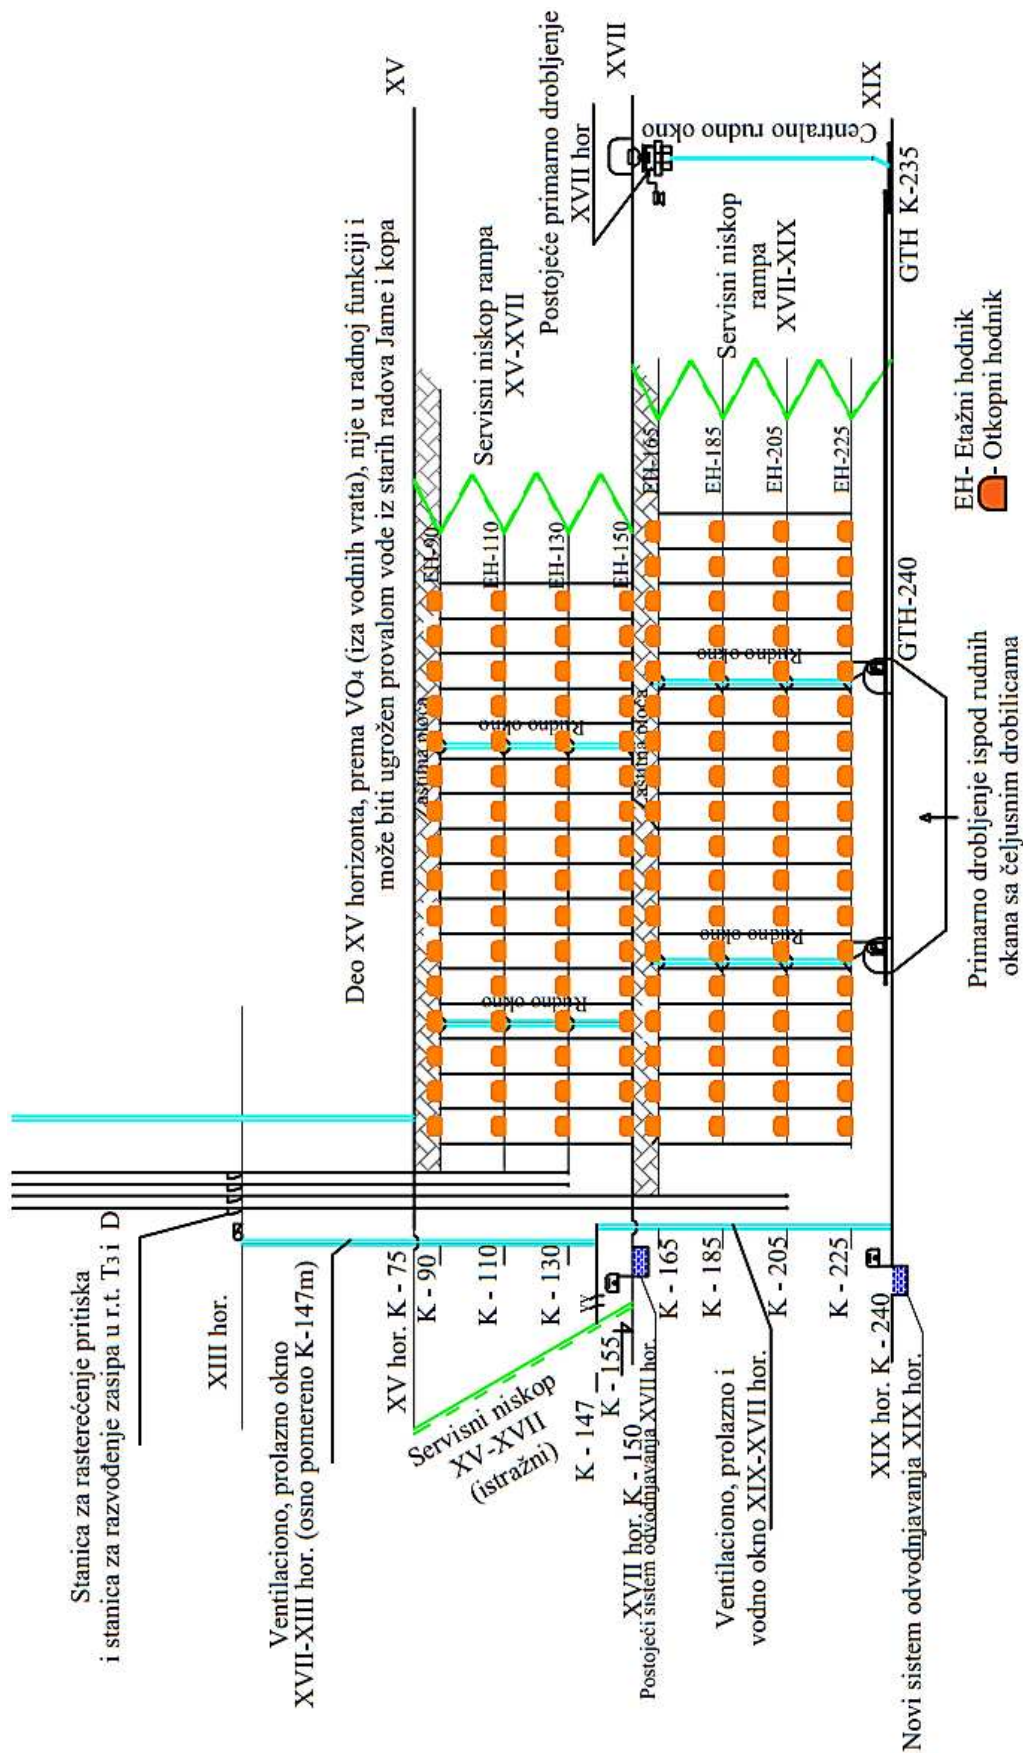 Stanica za rasterećenje pritiska
i stanica za razvođenje zasipa u r.t. T3 i D
XIII hor.
Ventilaciono, prolazno okno
XVII-XIII hor. (osno pomereno K-147m)
Deo XV horizonta, prema VO4 (iza vodnih vrata), nije u radnoj funkciji i
može biti ugrožen provalom vode iz starih radova Jame i kopa
XV hor. K - 75
XV
K - 90
K - 110
K - 130
Servisni niskop
XV-XVII
(istražni)
K - 147
K - 155
XVII hor. K - 150
Postojeći sistem odvodnjavanja XVII hor.
K - 165
K - 185
K - 205
K - 225
Ventilaciono, prolazno i
vodno okno XIX-XVII hor.
XIX hor. K - 240
Novi sistem odvodnjavanja XIX hor.
Rudno okno
Rudno okno
aštitna ploča
EH-90
EH-110
EH-130
EH-150
Servisni niskop rampa
XV-XVII
Postojeće primarno drobljenje
XVII hor
XVII
Rudno okno
Rudno okno
aštitna ploča
EH-165
EH-185
EH-205
EH-225
Servisni niskop
rampa
XVII-XIX
Centralno rudno okno
XIX
GTH K-235
GTH-240
Primarno drobljenje ispod rudnih
okana sa čeljusnim drobilicama
EH- Etažni hodnik
- Otkopni hodnik